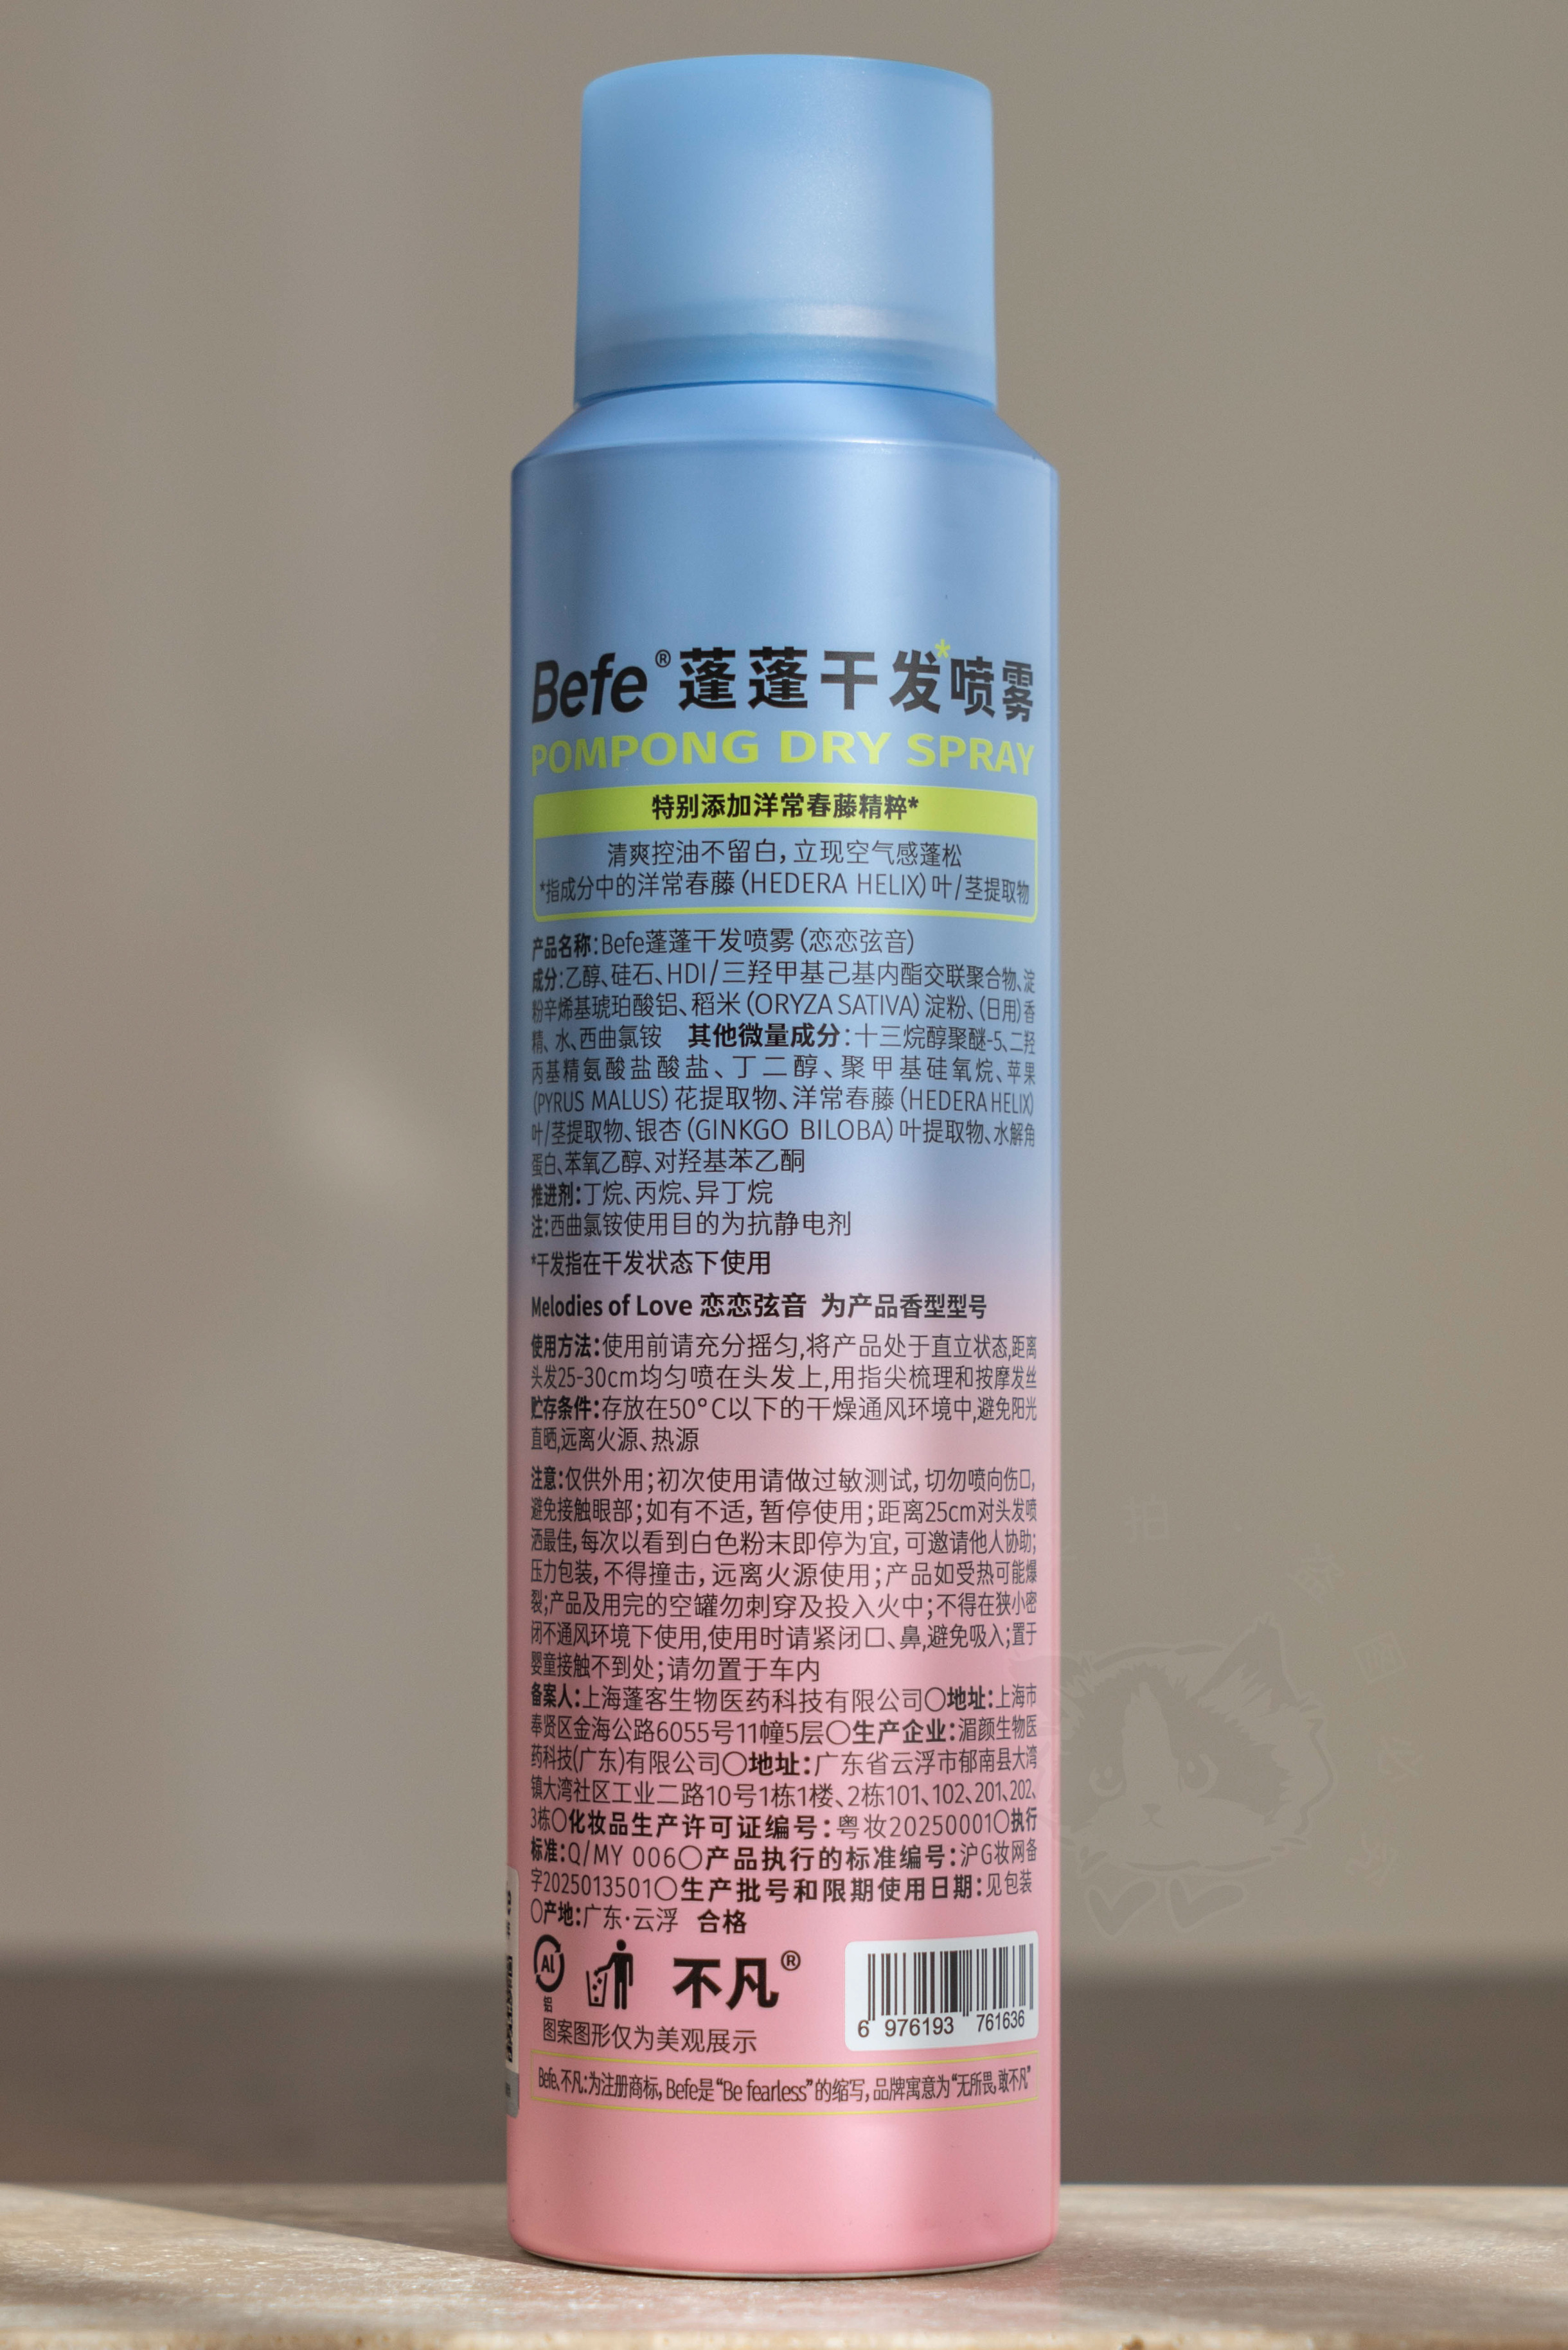 Befe®蓬蓬干发*喷雾
POMPONG DRY SPRAY
特别添加洋常春藤精粹*
清爽控油不留白，立现空气感蓬松
*指成分中的洋常春藤（HEDERA HELIX）叶/茎提取物
产品名称：Befe蓬蓬干发喷雾（恋恋弦音）
成分：乙醇、硅石、HDI/三羟甲基己基内酯交联聚合物、淀
粉辛烯基琥珀酸铝、稻米（ORYZA SATIVA）淀粉、（日用）香
精、水、西曲氯铵 其他微量成分：十三烷醇聚醚-5、二羟
丙基精氨酸盐酸盐、丁二醇、聚甲基硅氧烷、苹果
（PYRUS MALUS）花提取物、洋常春藤（HEDERA HELIX）
叶/茎提取物、银杏（GINKGO BILOBA）叶提取物、水解角
蛋白、苯氧乙醇、对羟基苯乙酮
推进剂：丁烷、丙烷、异丁烷
注：西曲氯铵使用目的为抗静电剂
*干发指在干发状态下使用
Melodies of Love 恋恋弦音 为产品香型型号
使用方法：使用前请充分摇匀，将产品处于直立状态，距离
头发25-30cm均匀喷在头发上，用指尖梳理和按摩发丝
贮存条件：存放在50°C以下的干燥通风环境中，避免阳光
直晒，远离火源、热源
注意：仅供外用；初次使用请做过敏测试，切勿喷向伤口，
避免接触眼部；如有不适，暂停使用；距离25cm对头发喷
洒最佳，每次以看到白色粉末即停为宜，可邀请他人协助；
压力包装，不得撞击，远离火源使用；产品如受热可能爆
裂；产品及用完的空罐勿刺穿及投入火中；不得在狭小密
闭不通风环境下使用，使用时请紧闭口、鼻，避免吸入；置于
婴童接触不到处；请勿置于车内
备案人：上海蓬客生物医药科技有限公司〇地址：上海市
奉贤区金海公路6055号11幢5层〇生产企业：湄颜生物医
药科技（广东）有限公司〇地址：广东省云浮市郁南县大湾
镇大湾社区工业二路10号1栋1楼、2栋101、102、201、202、
3栋〇化妆品生产许可证编号：粤妆20250001〇执行
标准：Q/MY 006〇产品执行的标准编号：沪G妆网备
字2025013501〇生产批号和限期使用日期：见包装
〇产地：广东·云浮 合格
AL
铝
不凡®
图案图形仅为美观展示
6 976193 761636
Befe、不凡：为注册商标，Befe是“Be fearless”的缩写，品牌寓意为“无所畏，敢不凡”